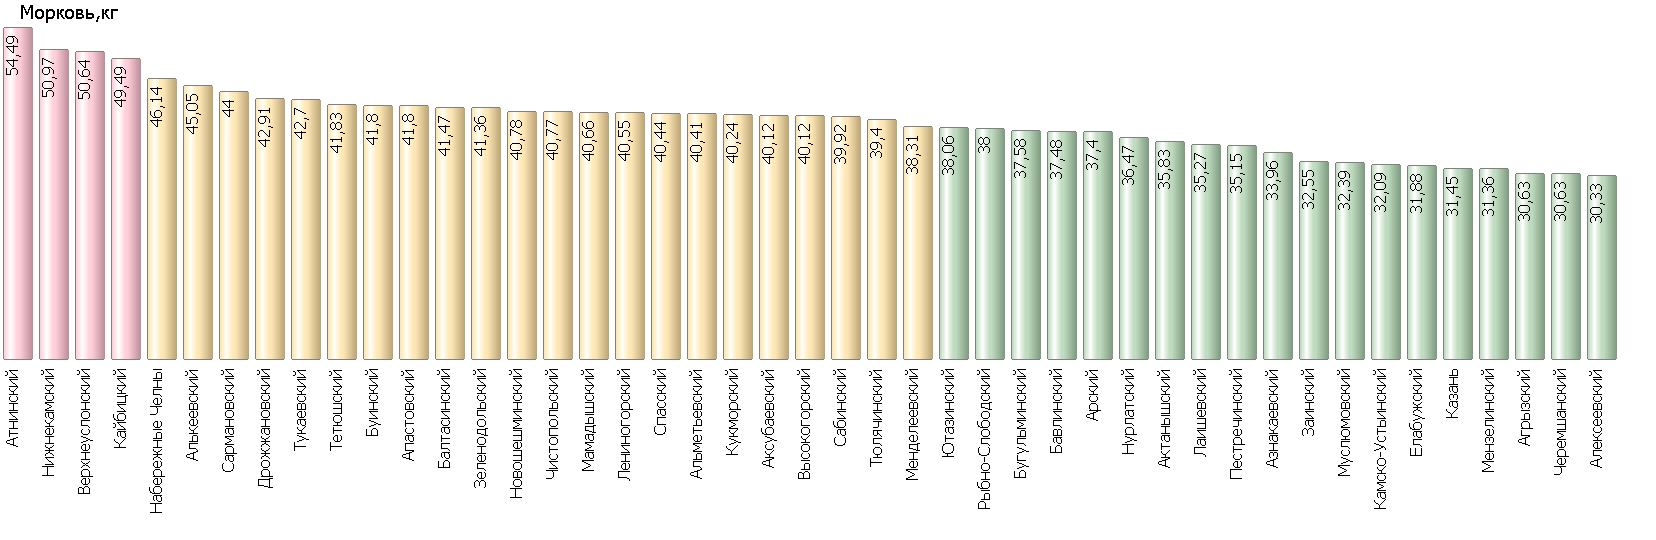 Морковь,кг
54,49
50,97
50,64
49,49
46,14
45,05
44
42,91
42,7
41,83
41,8
41,8
41,47
41,36
40,78
40,77
40,66
40,55
40,44
40,41
40,24
40,12
40,12
39,92
39,4
38,31
38,06
38
37,58
37,48
37,4
36,47
35,83
35,27
35,15
33,96
32,55
32,39
32,09
31,88
31,45
31,36
30,63
30,63
30,33
Атнинский
Нижнекамский
Верхнеуслонский
Кайбицкий
Набережные Челны
Алькеевский
Сармановский
Дрожжановский
Тукаевский
Тетюшский
Буинский
Апастовский
Балтасинский
Зеленодольский
Новошешминский
Чистопольский
Мамадышский
Лениногорский
Спасский
Альметьевский
Кукморский
Аксубаевский
Высокогорский
Сабинский
Тюлячинский
Менделеевский
Ютазинский
Рыбно-Слободский
Бугульминский
Бавлинский
Арский
Нурлатский
Актанышский
Лаишевский
Пестречинский
Азнакаевский
Заинский
Муслюмовский
Камско-Устьинский
Елабужский
Казань
Мензелинский
Агрызский
Черемшанский
Алексеевский